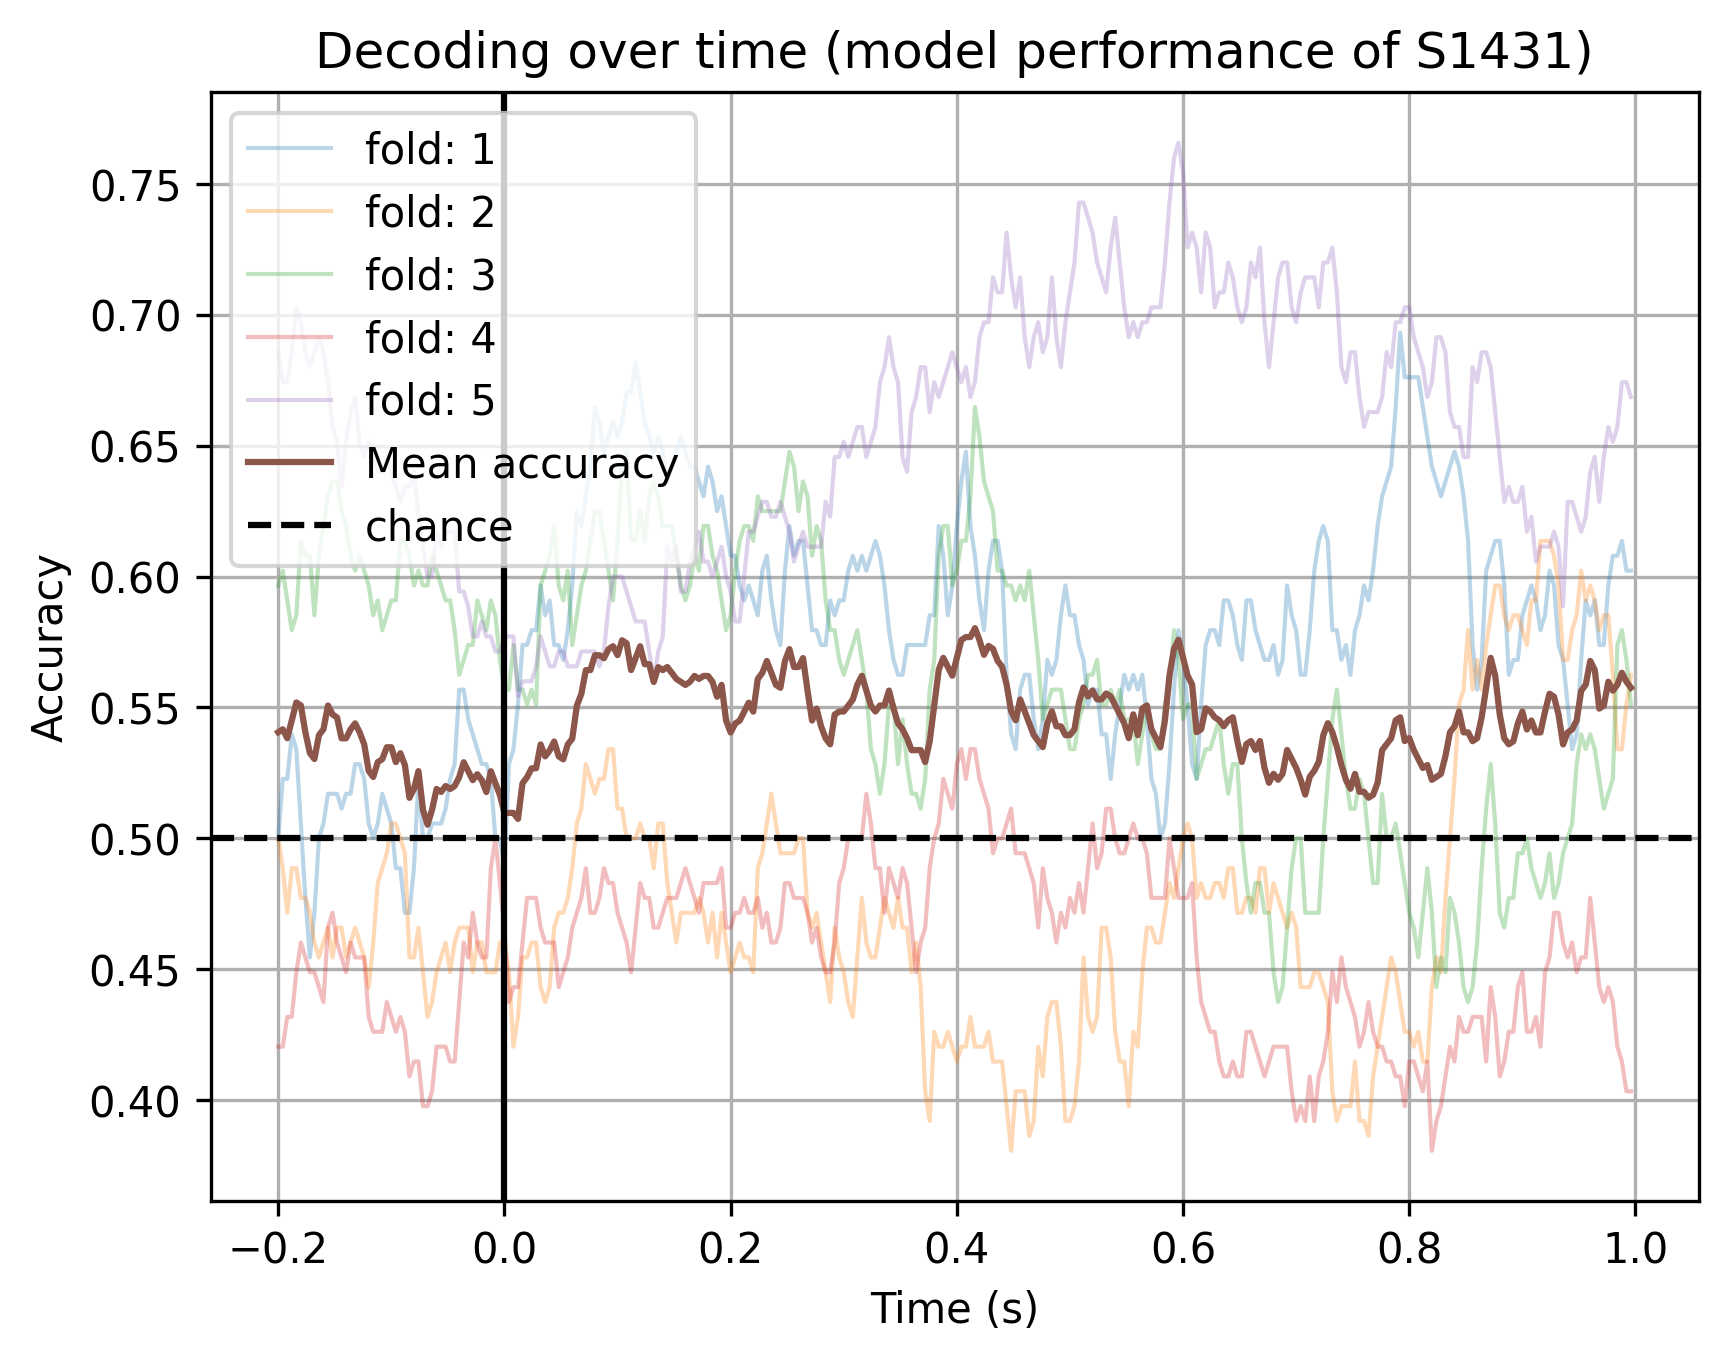 Decoding over time (model performance of S1431)
fold: 1
fold: 2
fold: 3
fold: 4
fold: 5
Mean accuracy
chance
Accuracy
0.75
0.70
0.65
0.60
0.55
0.50
0.45
0.40
−0.2 0.0 0.2 0.4 0.6 0.8 1.0
Time (s)